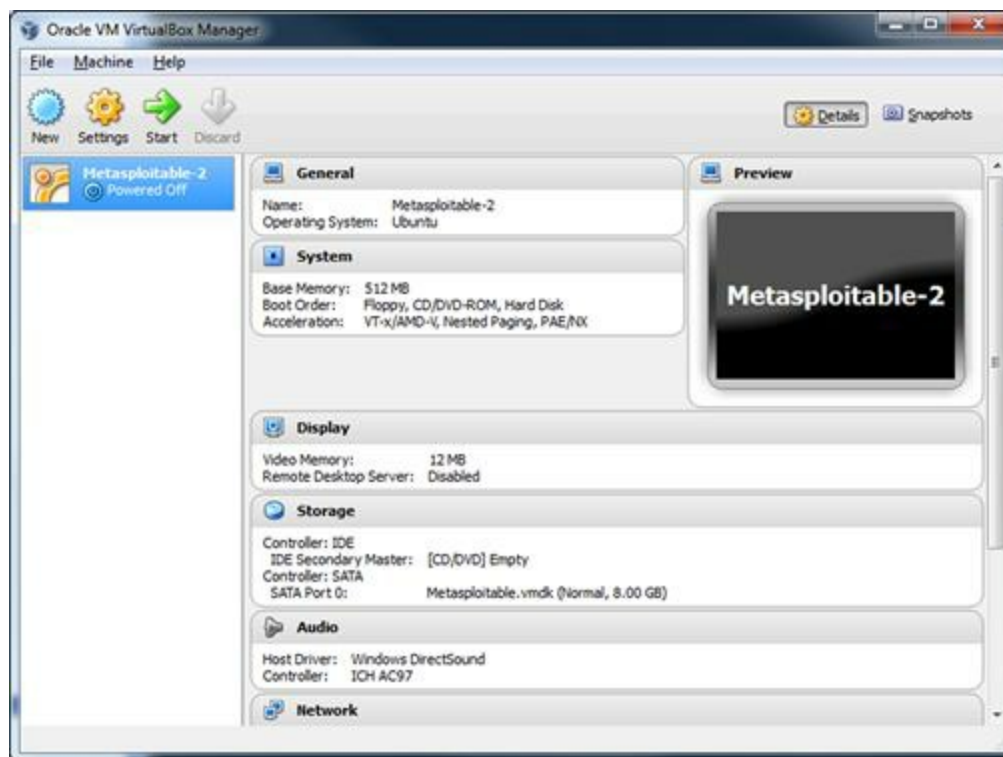 Oracle VM VirtualBox Manager
File Machine Help
New Settings Start Discard
Details Snapshots
Metasploitable-2
Powered Off
General
Name: Metasploitable-2
Operating System: Ubuntu
System
Base Memory: 512 MB
Boot Order: Floppy, CD/DVD-ROM, Hard Disk
Acceleration: VT-x/AMD-V, Nested Paging, PAE/NX
Preview
Metasploitable-2
Display
Video Memory: 12 MB
Remote Desktop Server: Disabled
Storage
Controller: IDE
IDE Secondary Master: [CD/DVD] Empty
Controller: SATA
SATA Port 0: Metasploitable.vmdk (Normal, 8.00 GB)
Audio
Host Driver: Windows DirectSound
Controller: ICH AC97
Network